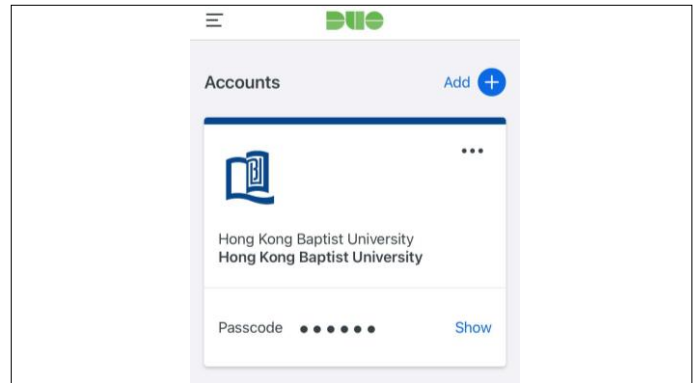 DUO
Accounts Add
Hong Kong Baptist University
Hong Kong Baptist University
Passcode ●●●●●● Show